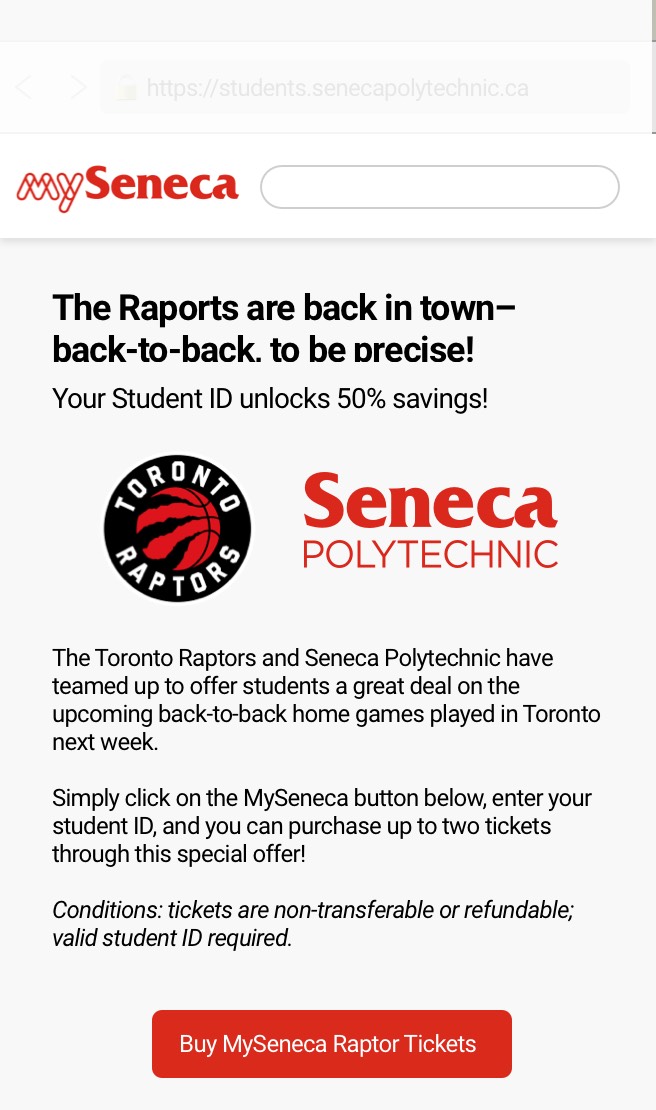 https://students.senecapolytechnic.ca
mySeneca
The Raports are back in town–
back-to-back, to be precise!
Your Student ID unlocks 50% savings!
TORONTO
RAPTORS
Seneca
POLYTECHNIC
The Toronto Raptors and Seneca Polytechnic have
teamed up to offer students a great deal on the
upcoming back-to-back home games played in Toronto
next week.
Simply click on the MySeneca button below, enter your
student ID, and you can purchase up to two tickets
through this special offer!
Conditions: tickets are non-transferable or refundable;
valid student ID required.
Buy MySeneca Raptor Tickets